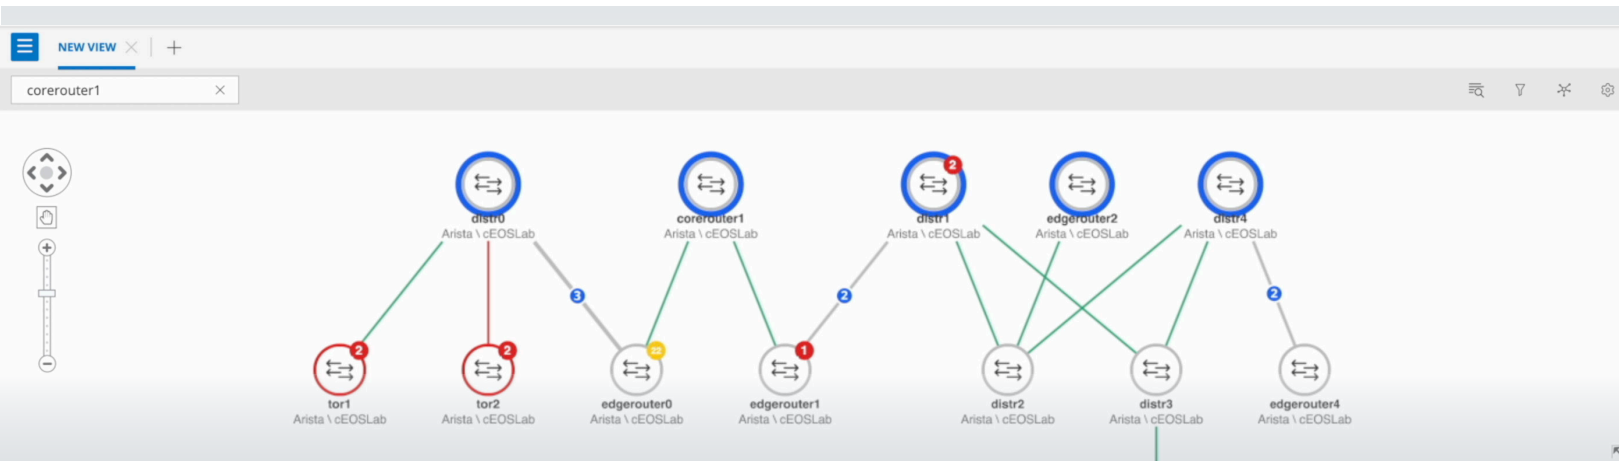 NEW VIEW
corerouter1
2
distr0
corerouter1
distr1
edgerouter2
distr4
Arista \ cEOSLab
Arista \ cEOSLab
Arista \ cEOSLab
Arista \ cEOSLab
Arista \ cEOSLab
3
2
2
2
2
22
1
tor1
tor2
edgerouter0
edgerouter1
distr2
distr3
edgerouter4
Arista \ cEOSLab
Arista \ cEOSLab
Arista \ cEOSLab
Arista \ cEOSLab
Arista \ cEOSLab
Arista \ cEOSLab
Arista \ cEOSLab